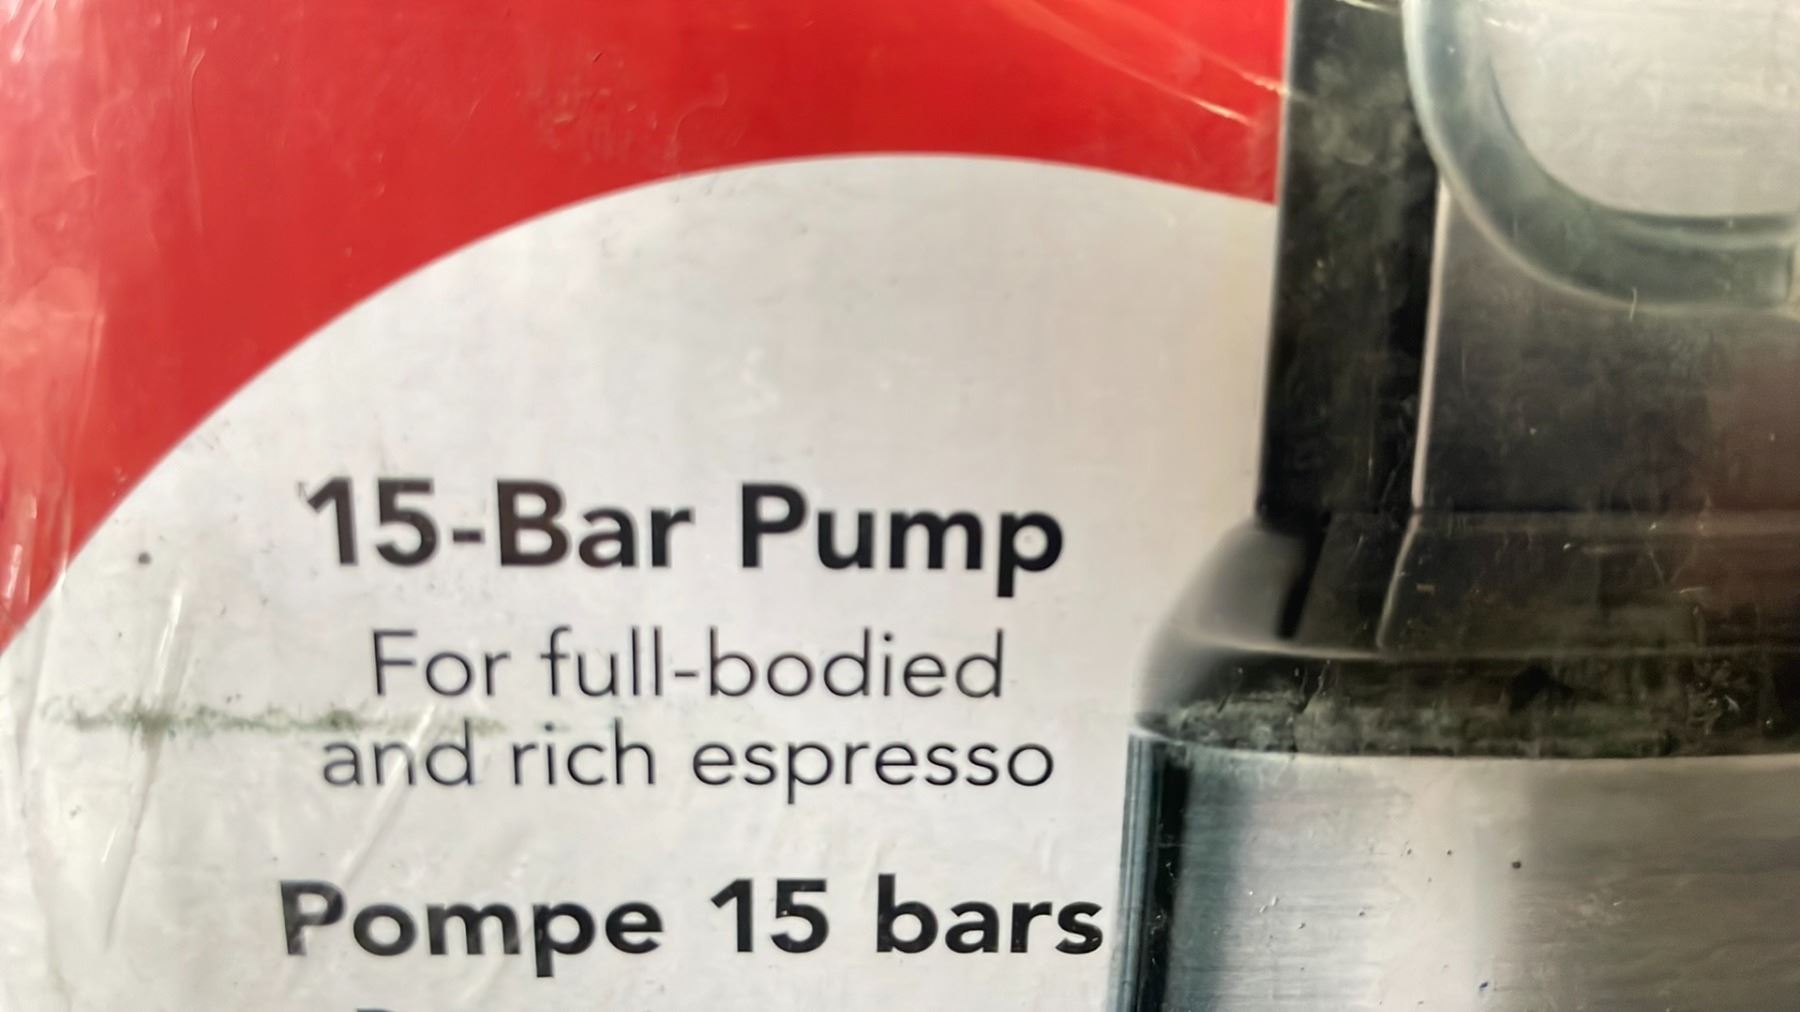 15-Bar Pump
For full-bodied
and rich espresso
Pompe 15 bars